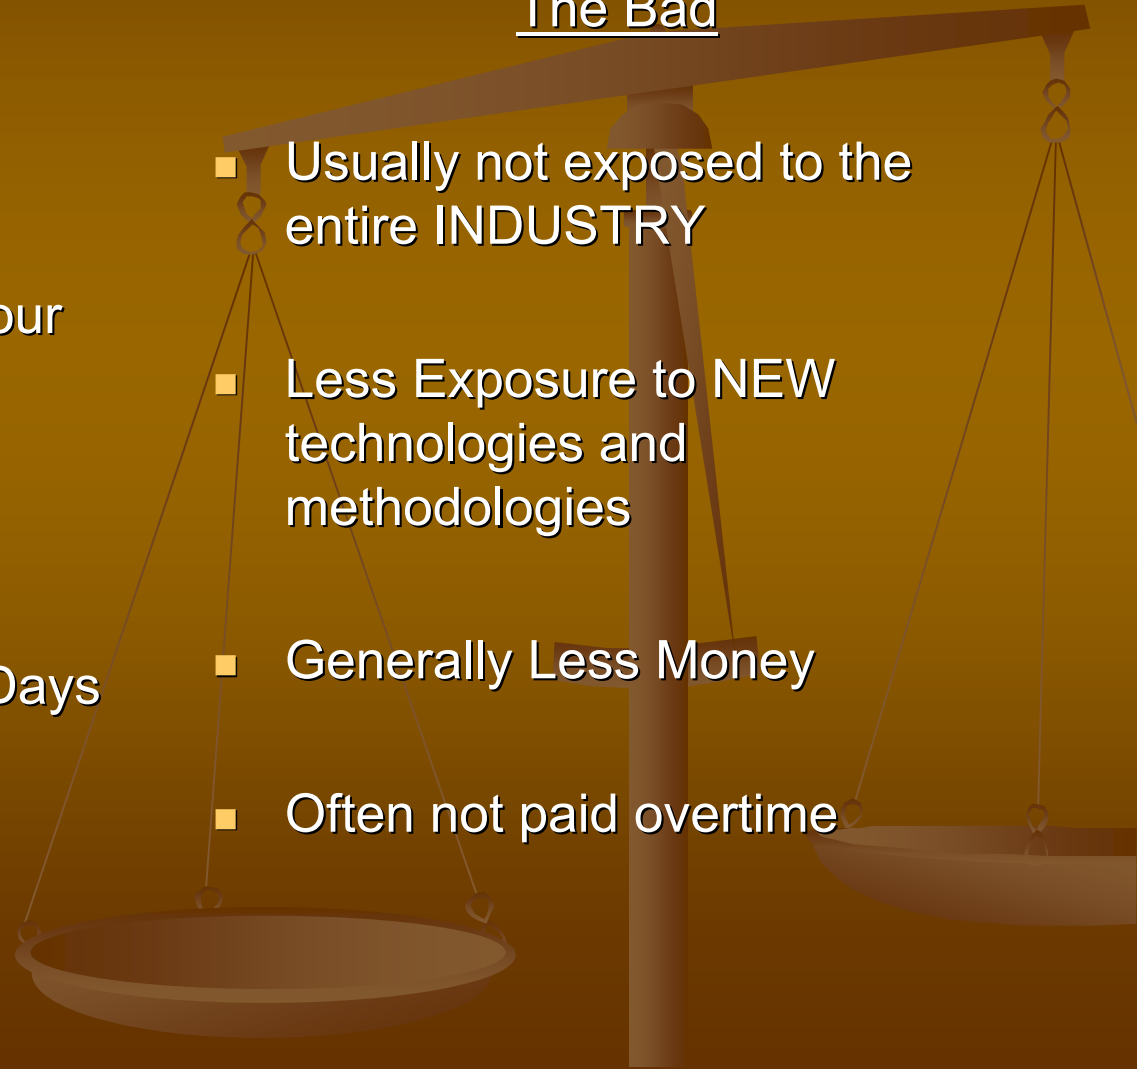 The Bad
Usually not exposed to the
entire INDUSTRY
Less Exposure to NEW
technologies and
methodologies
Generally Less Money
Often not paid overtime
Days